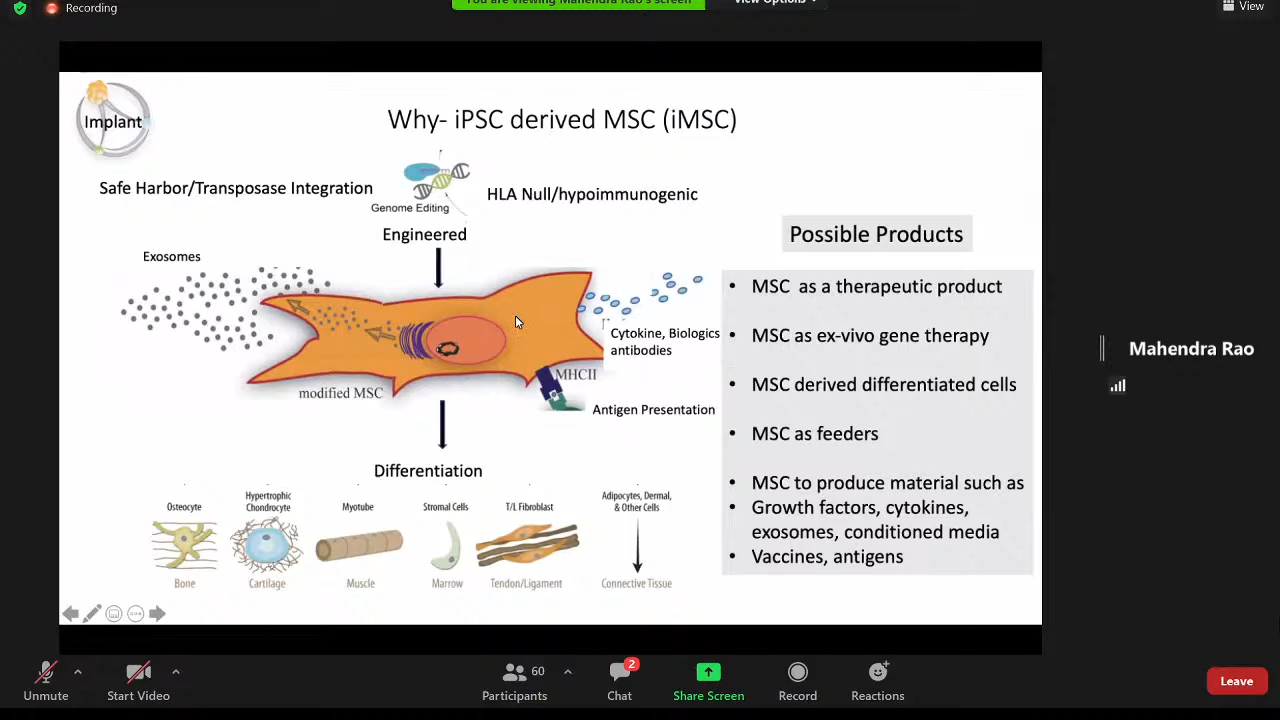 Recording
You are viewing Mahendra Rao's screen
View Options
View
Implant
Why- iPSC derived MSC (iMSC)
Safe Harbor/Transposase Integration
HLA Null/hypoimmunogenic
Genome Editing
Engineered
Exosomes
Cytokine, Biologics
antibodies
MHCII
modified MSC
Antigen Presentation
Differentiation
Osteocyte
Hypertrophic
Chondrocyte
Myotube
Stromal Cells
T/L Fibroblast
Adipocytes, Dermal,
& Other Cells
Bone
Cartilage
Muscle
Marrow
Tendon/Ligament
Connective Tissue
Possible Products
• MSC as a therapeutic product
• MSC as ex-vivo gene therapy
• MSC derived differentiated cells
• MSC as feeders
• MSC to produce material such as
• Growth factors, cytokines,
exosomes, conditioned media
• Vaccines, antigens
Mahendra Rao
Unmute
Start Video
60
Participants
2
Chat
Share Screen
Record
Reactions
Leave